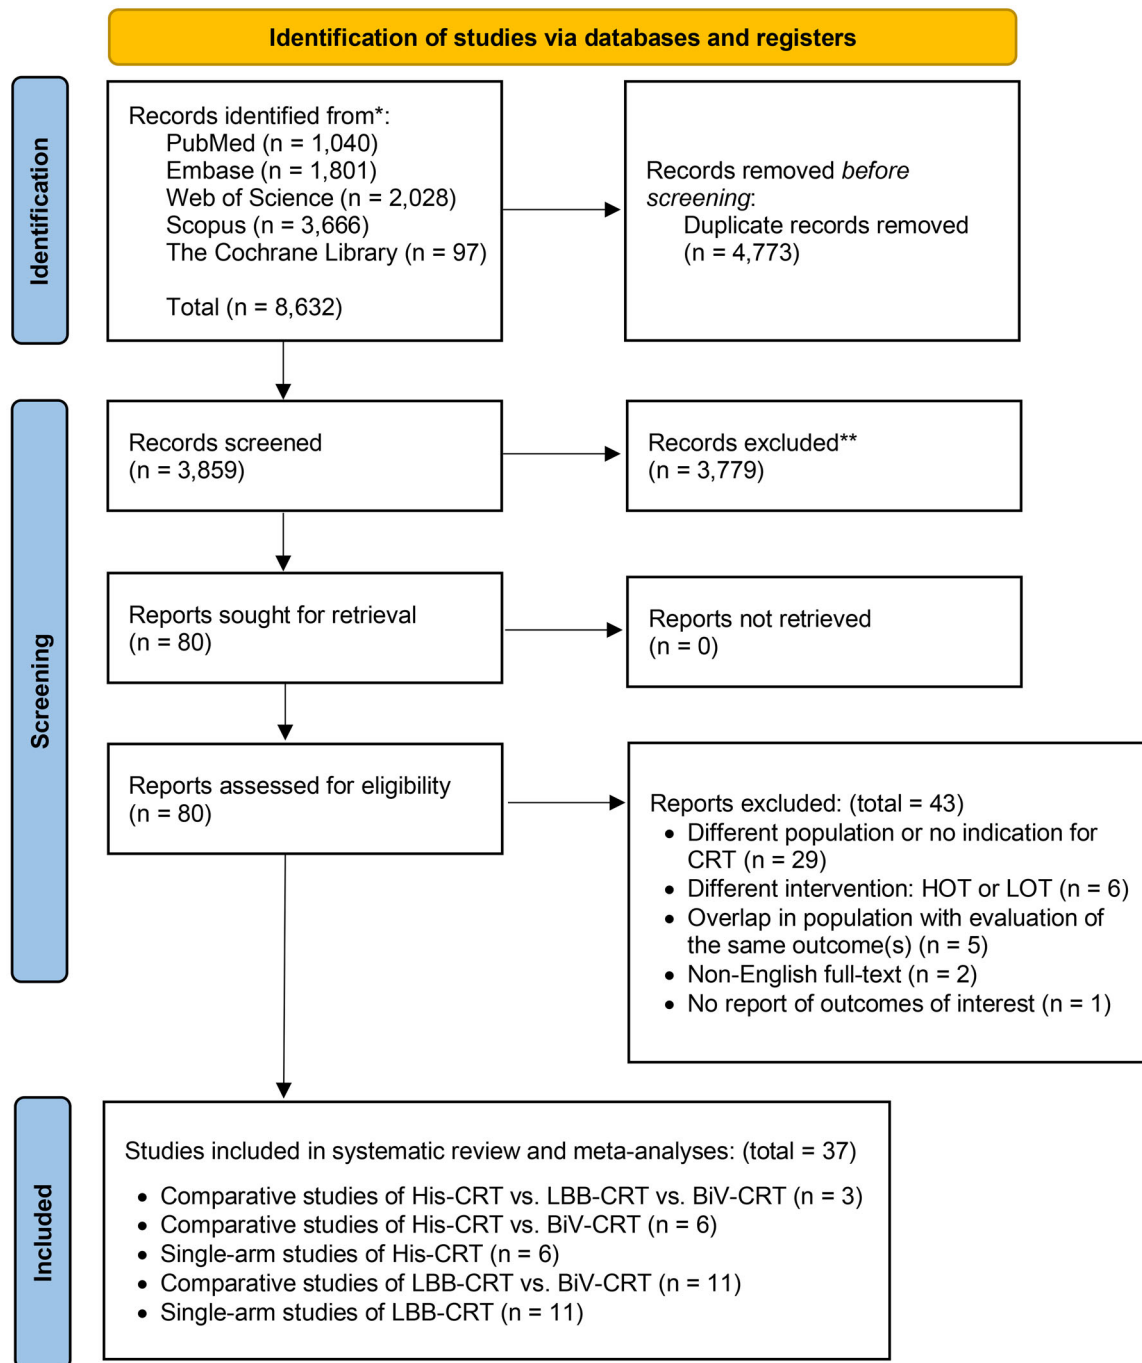 Identification of studies via databases and registers
Identification
Records identified from*:
PubMed (n = 1,040)
Embase (n = 1,801)
Web of Science (n = 2,028)
Scopus (n = 3,666)
The Cochrane Library (n = 97)
Total (n = 8,632)
Records removed before
screening:
Duplicate records removed
(n = 4,773)
Screening
Records screened
(n = 3,859)
Records excluded**
(n = 3,779)
Reports sought for retrieval
(n = 80)
Reports not retrieved
(n = 0)
Reports assessed for eligibility
(n = 80)
Reports excluded: (total = 43)
• Different population or no indication for
CRT (n = 29)
• Different intervention: HOT or LOT (n = 6)
• Overlap in population with evaluation of
the same outcome(s) (n = 5)
• Non-English full-text (n = 2)
• No report of outcomes of interest (n = 1)
Included
Studies included in systematic review and meta-analyses: (total = 37)
• Comparative studies of His-CRT vs. LBB-CRT vs. BiV-CRT (n = 3)
• Comparative studies of His-CRT vs. BiV-CRT (n = 6)
• Single-arm studies of His-CRT (n = 6)
• Comparative studies of LBB-CRT vs. BiV-CRT (n = 11)
• Single-arm studies of LBB-CRT (n = 11)